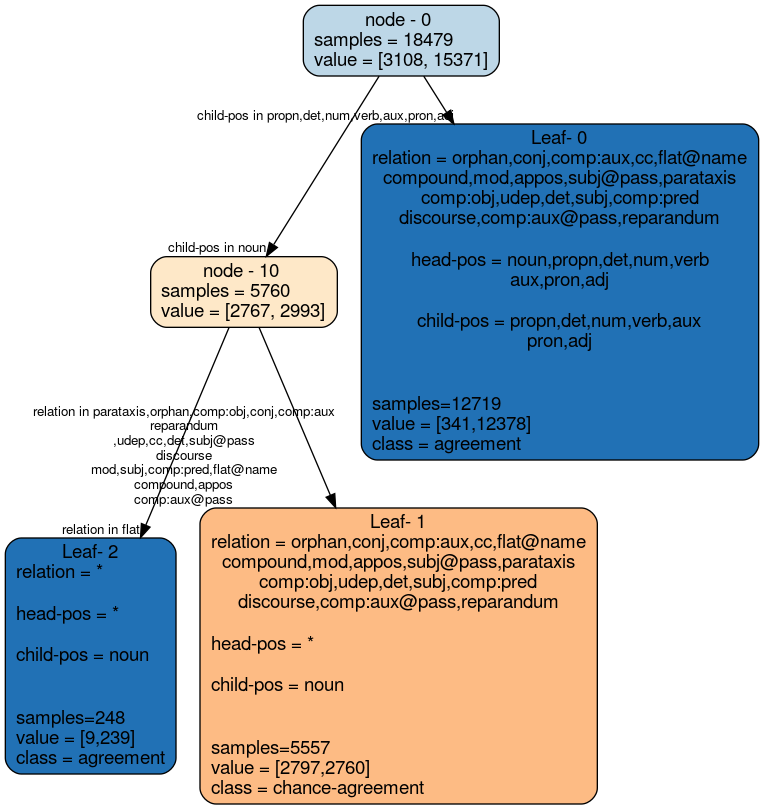 node - 0
samples = 18479
value = [3108, 15371]
child-pos in propn,det,num,verb,aux,pron,adj
Leaf- 0
relation = orphan,conj,comp:aux,cc,flat@name
compound,mod,appos,subj@pass,parataxis
comp:obj,udep,det,subj,comp:pred
discourse,comp:aux@pass,reparandum
head-pos = noun,propn,det,num,verb
aux,pron,adj
child-pos = propn,det,num,verb,aux
pron,adj
samples=12719
value = [341,12378]
class = agreement
child-pos in noun
node - 10
samples = 5760
value = [2767, 2993]
relation in parataxis,orphan,comp:obj,conj,comp:aux
reparandum
,udep,cc,det,subj@pass
discourse
mod,subj,comp:pred,flat@name
compound,appos
comp:aux@pass
relation in flat
Leaf- 2
relation = *
head-pos = *
child-pos = noun
samples=248
value = [9,239]
class = agreement
Leaf- 1
relation = orphan,conj,comp:aux,cc,flat@name
compound,mod,appos,subj@pass,parataxis
comp:obj,udep,det,subj,comp:pred
discourse,comp:aux@pass,reparandum
head-pos = *
child-pos = noun
samples=5557
value = [2797,2760]
class = chance-agreement